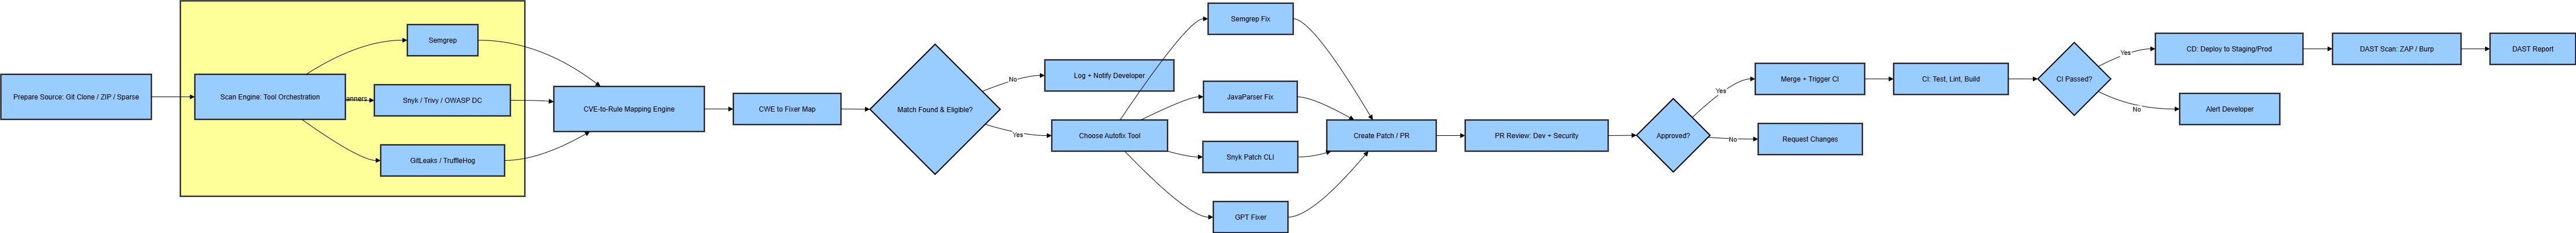 Prepare Source: Git Clone / ZIP / Sparse
Scan Engine: Tool Orchestration
anners
Semgrep
Snyk / Trivy / OWASP DC
GitLeaks / TruffleHog
CVE-to-Rule Mapping Engine
CWE to Fixer Map
Match Found & Eligible?
No
Log + Notify Developer
Yes
Choose Autofix Tool
Semgrep Fix
JavaParser Fix
Snyk Patch CLI
GPT Fixer
Create Patch / PR
PR Review: Dev + Security
Approved?
Yes
Merge + Trigger CI
No
Request Changes
CI: Test, Lint, Build
CI Passed?
Yes
CD: Deploy to Staging/Prod
No
Alert Developer
DAST Scan: ZAP / Burp
DAST Report